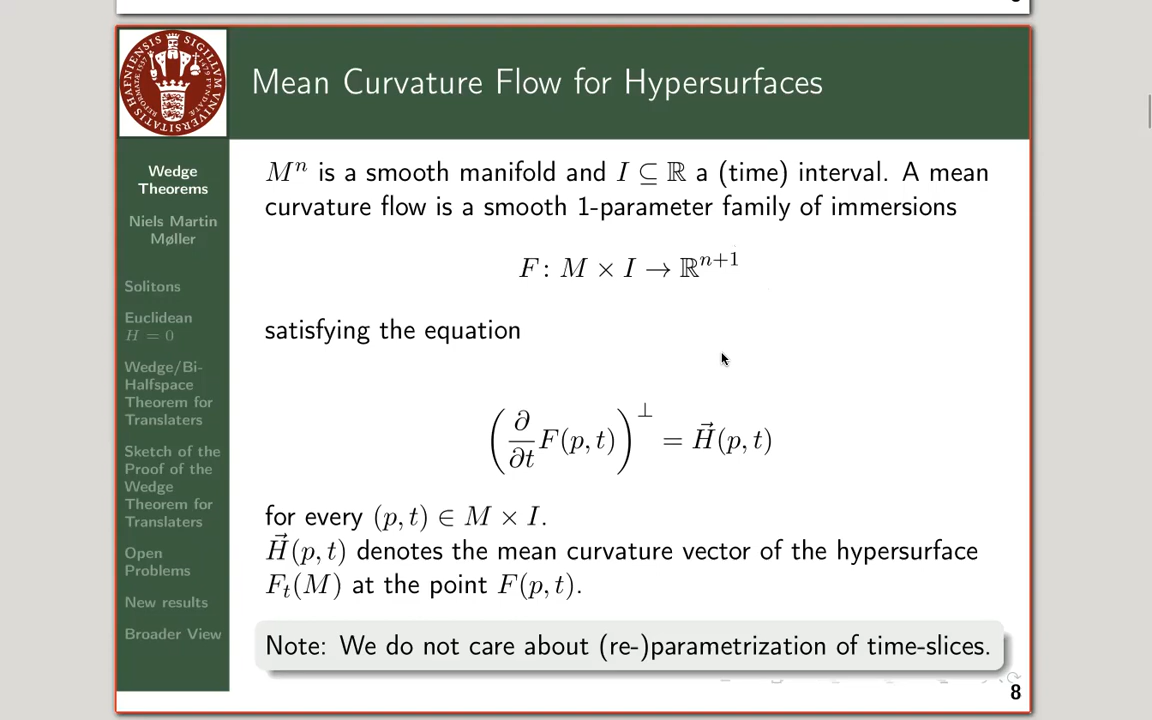 Mean Curvature Flow for Hypersurfaces
Wedge
Theorems
Niels Martin
Møller
Solitons
Euclidean
H = 0
Wedge/Bi-
Halfspace
Theorem for
Translaters
Sketch of the
Proof of the
Wedge
Theorem for
Translaters
Open
Problems
New results
Broader View
Mⁿ is a smooth manifold and I ⊆ ℝ a (time) interval. A mean
curvature flow is a smooth 1-parameter family of immersions
F : M × I → ℝⁿ⁺¹
satisfying the equation
(∂/∂t F(p, t))^⊥ = H⃗(p, t)
for every (p, t) ∈ M × I.
H⃗(p, t) denotes the mean curvature vector of the hypersurface
Fₜ(M) at the point F(p, t).
Note: We do not care about (re-)parametrization of time-slices.
8